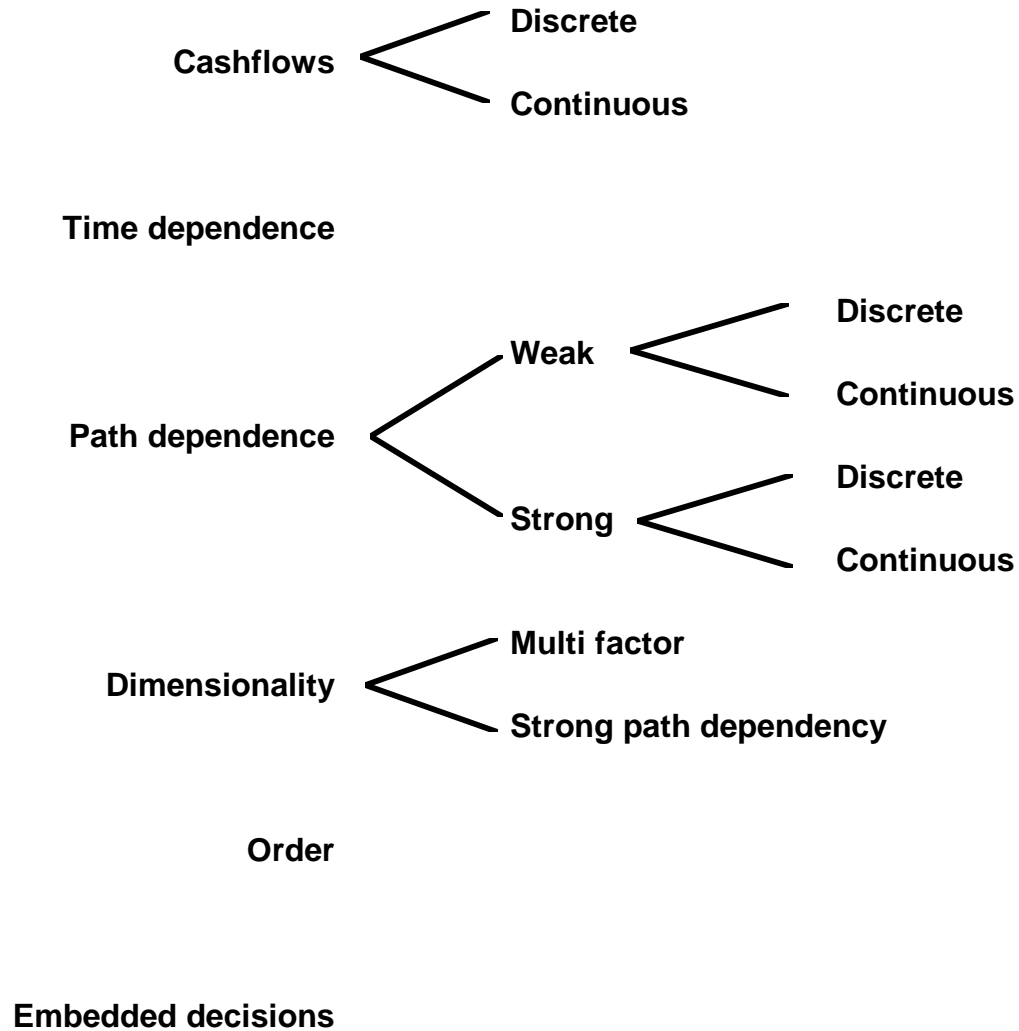 Discrete
Cashflows
Continuous
Time dependence
Discrete
Weak
Continuous
Path dependence
Discrete
Strong
Continuous
Multi factor
Dimensionality
Strong path dependency
Order
Embedded decisions